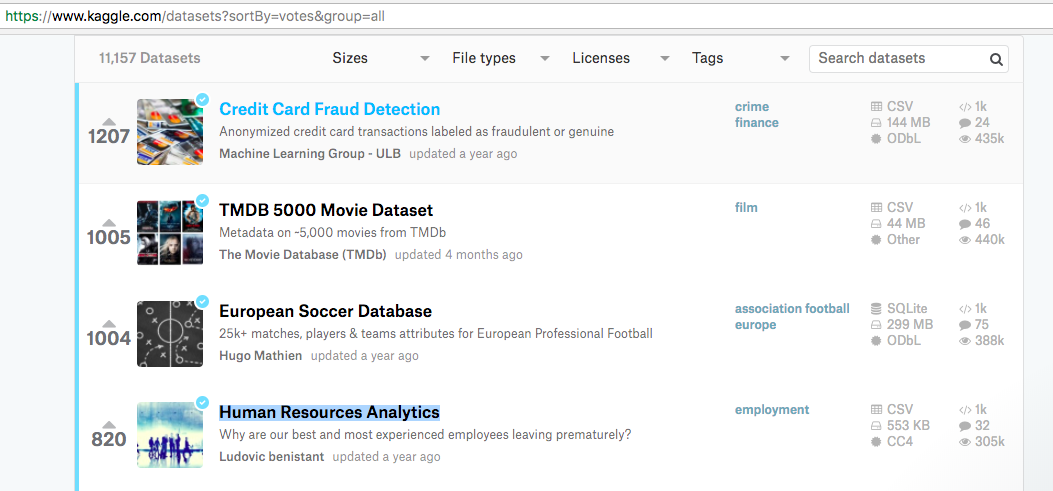 https://www.kaggle.com/datasets?sortBy=votes&group=all
11,157 Datasets Sizes File types Licenses Tags Search datasets
1207
Credit Card Fraud Detection
Anonymized credit card transactions labeled as fraudulent or genuine
Machine Learning Group - ULB updated a year ago
crime
finance
CSV
144 MB
ODbL
1k
24
435k
1005
TMDB 5000 Movie Dataset
Metadata on ~5,000 movies from TMDb
The Movie Database (TMDb) updated 4 months ago
film
CSV
44 MB
Other
1k
46
440k
1004
European Soccer Database
25k+ matches, players & teams attributes for European Professional Football
Hugo Mathien updated a year ago
association football
europe
SQLite
299 MB
ODbL
1k
75
388k
820
Human Resources Analytics
Why are our best and most experienced employees leaving prematurely?
Ludovic benistant updated a year ago
employment
CSV
553 KB
CC4
1k
32
305k